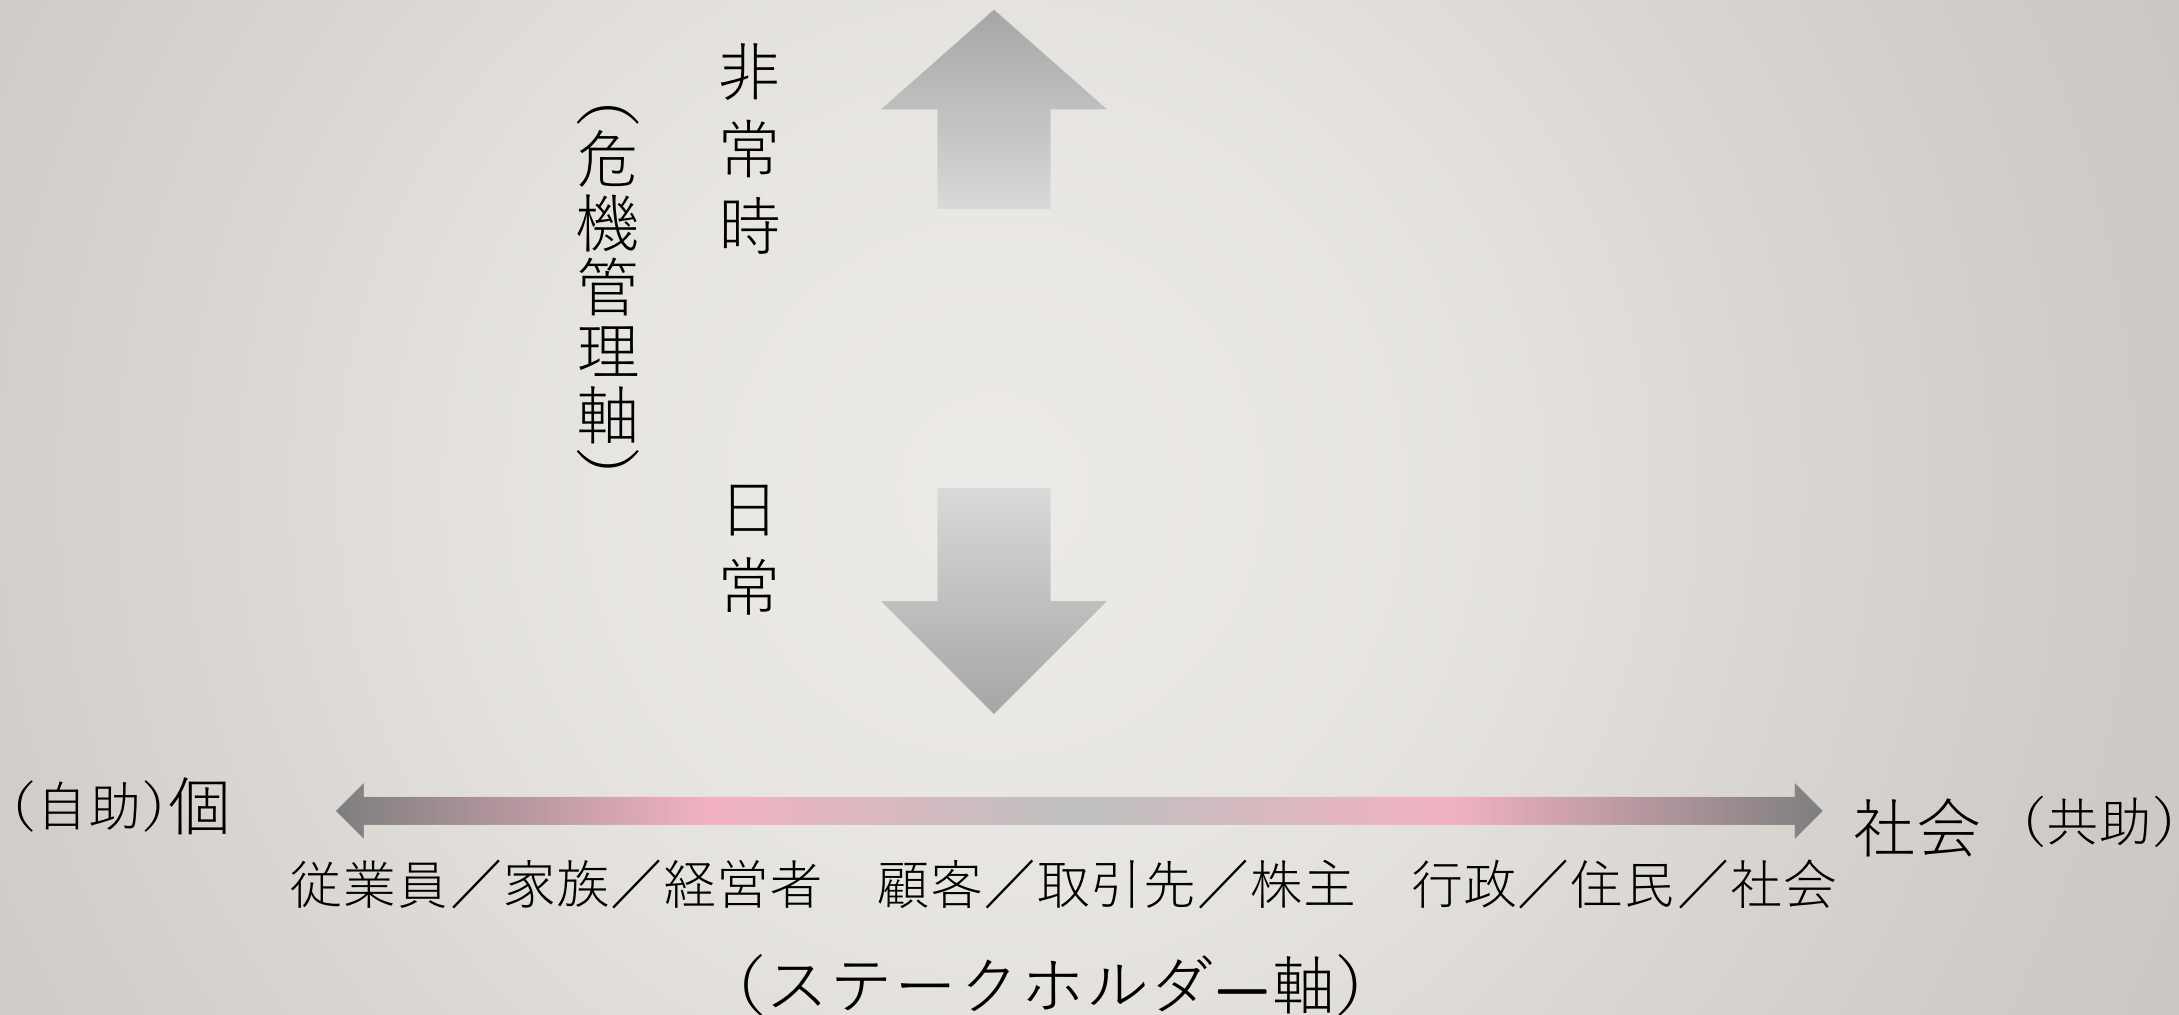 非常時
（危機管理軸）
日常
（自助）個
社会（共助）
従業員／家族／経営者　顧客／取引先／株主　行政／住民／社会
（ステークホルダー軸）